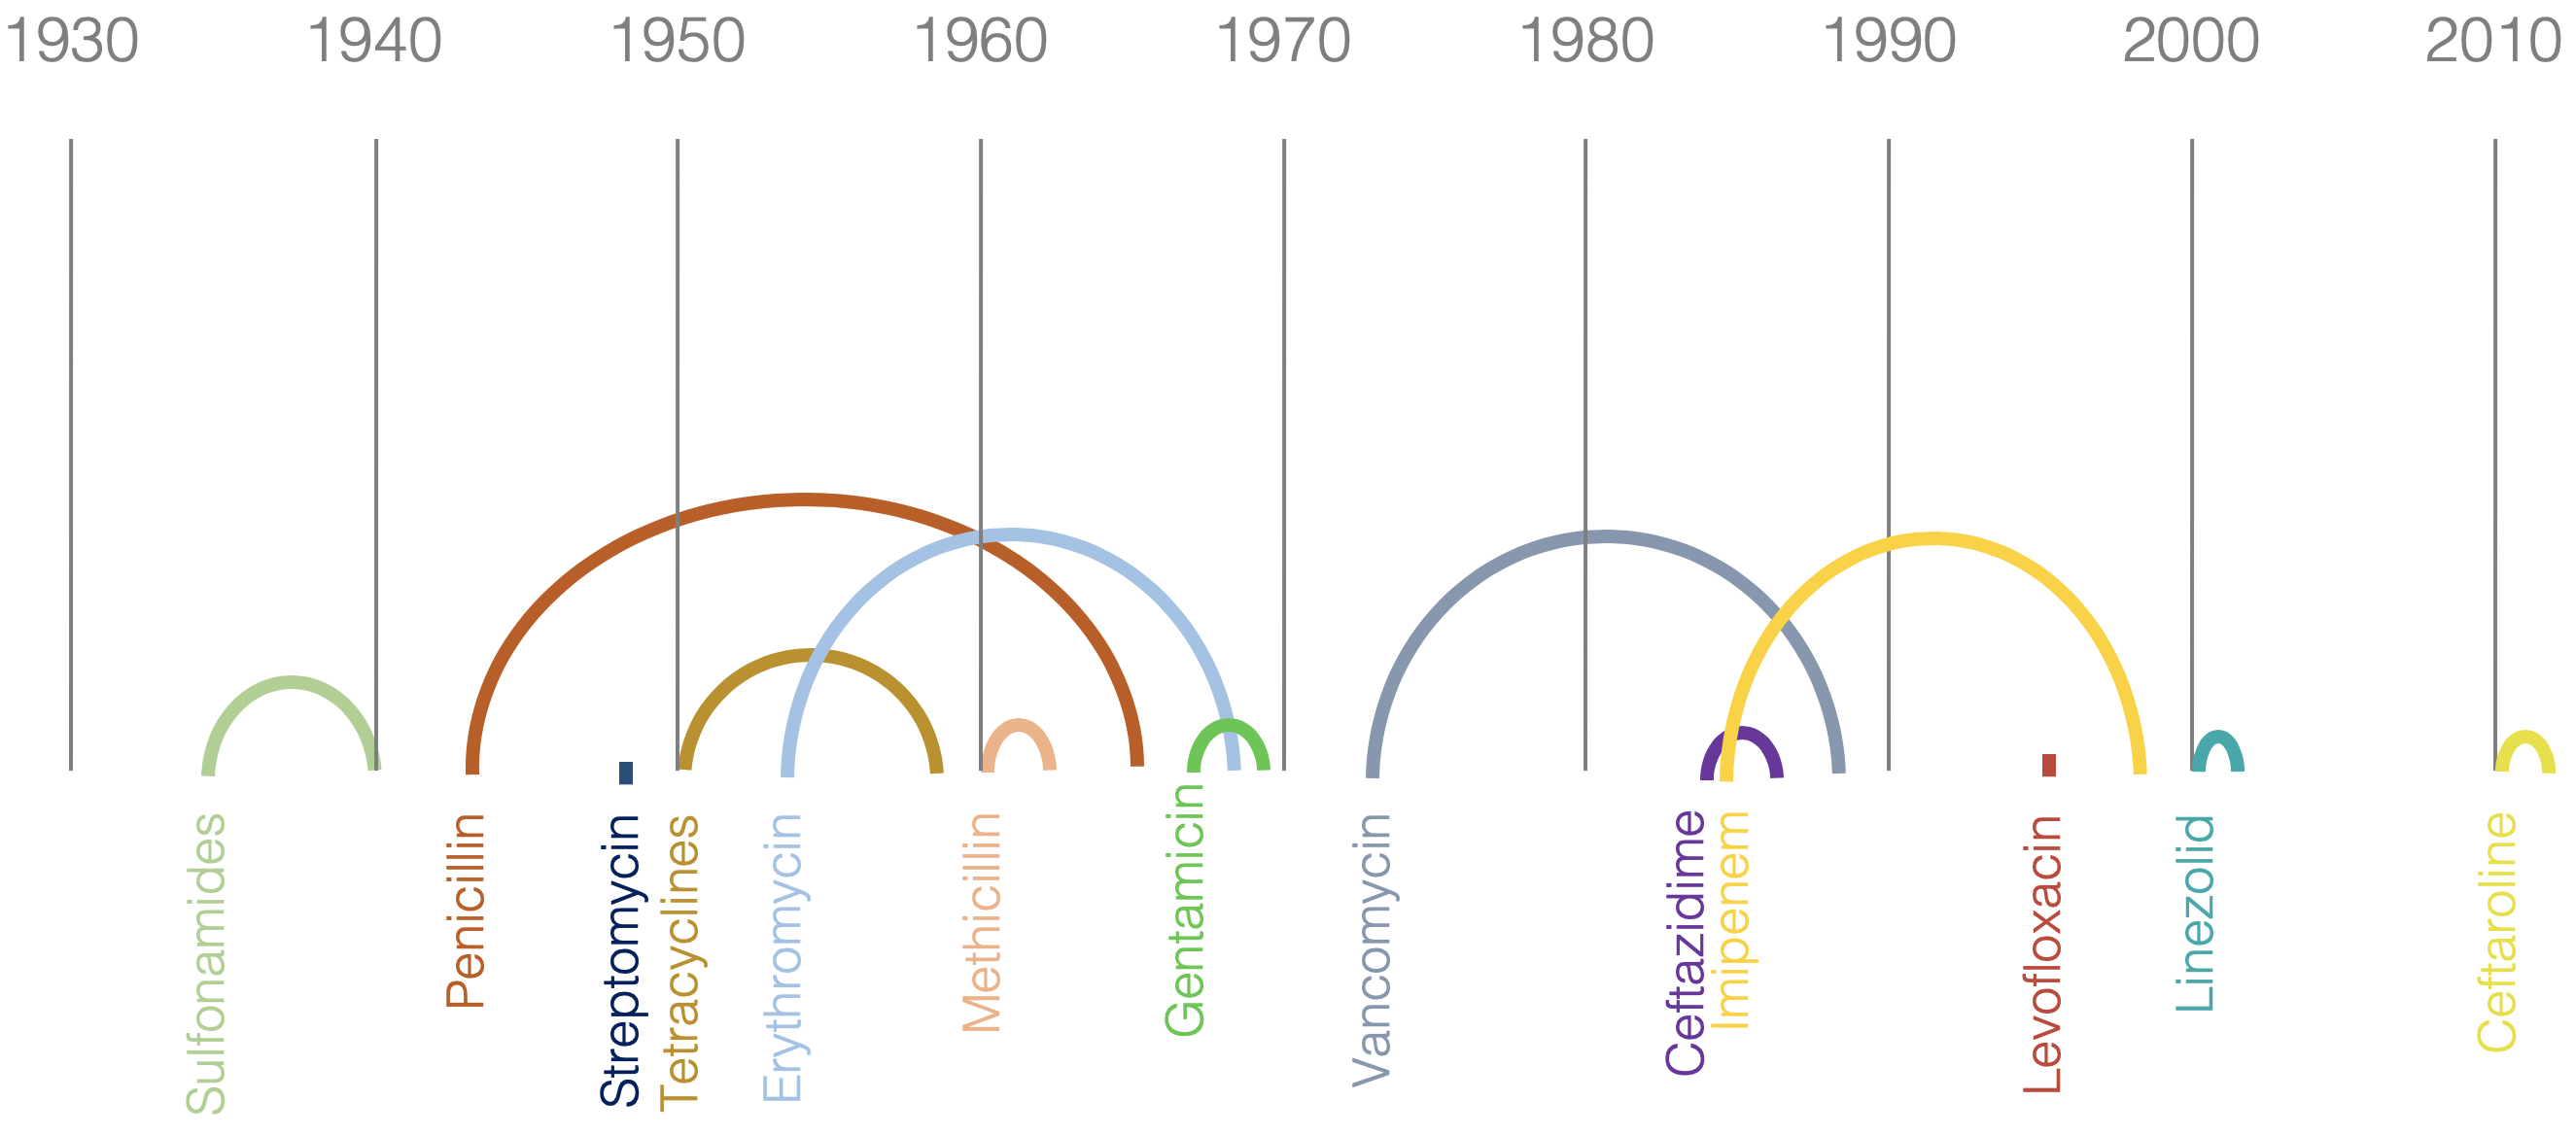 1930
1940
1950
1960
1970
1980
1990
2000
2010
Sulfonamides
Penicillin
Streptomycin
Tetracyclines
Erythromycin
Methicillin
Gentamicin
Vancomycin
Ceftazidime
Imipenem
Levofloxacin
Linezolid
Ceftaroline